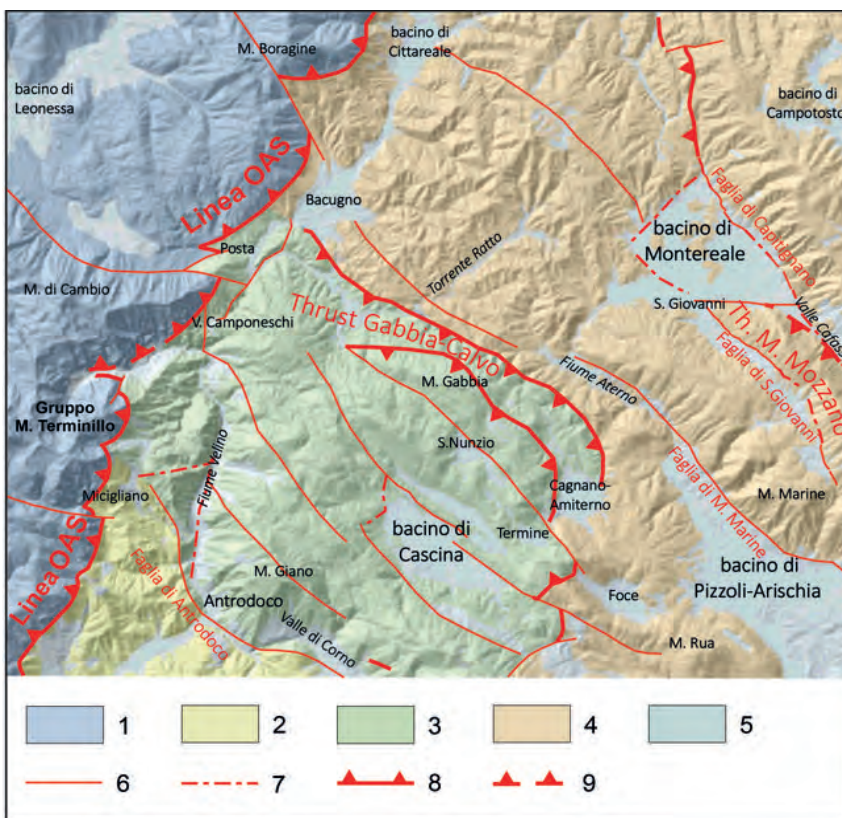 M. Boragine
bacino di
Cittareale
bacino di
Leonessa
bacino di
Campotosto
Linea OAS
Bacugno
Faglia di Capitignano
bacino di
Montereale
Posta
Torrente Ratto
M. di Cambio
S. Giovanni
V. Camponeschi
Thrust Gabbia-Calvo
Th. M. Mozzano
M. Gabbia
Fiume Aterno
Faglia di S Giovanni
Gruppo
M. Terminillo
S.Nunzio
Fiume Velino
Micigliano
Cagnano-
Amiterno
Faglia di M. Marine
M. Marine
bacino di
Cascina
Termine
Linea OAS
Faglia di Antrodoco
M. Giano
bacino di
Pizzoli-Arischia
Antrodoco
Foce
Valle di Corno
M. Rua
1 2 3 4 5
6 7 8 9